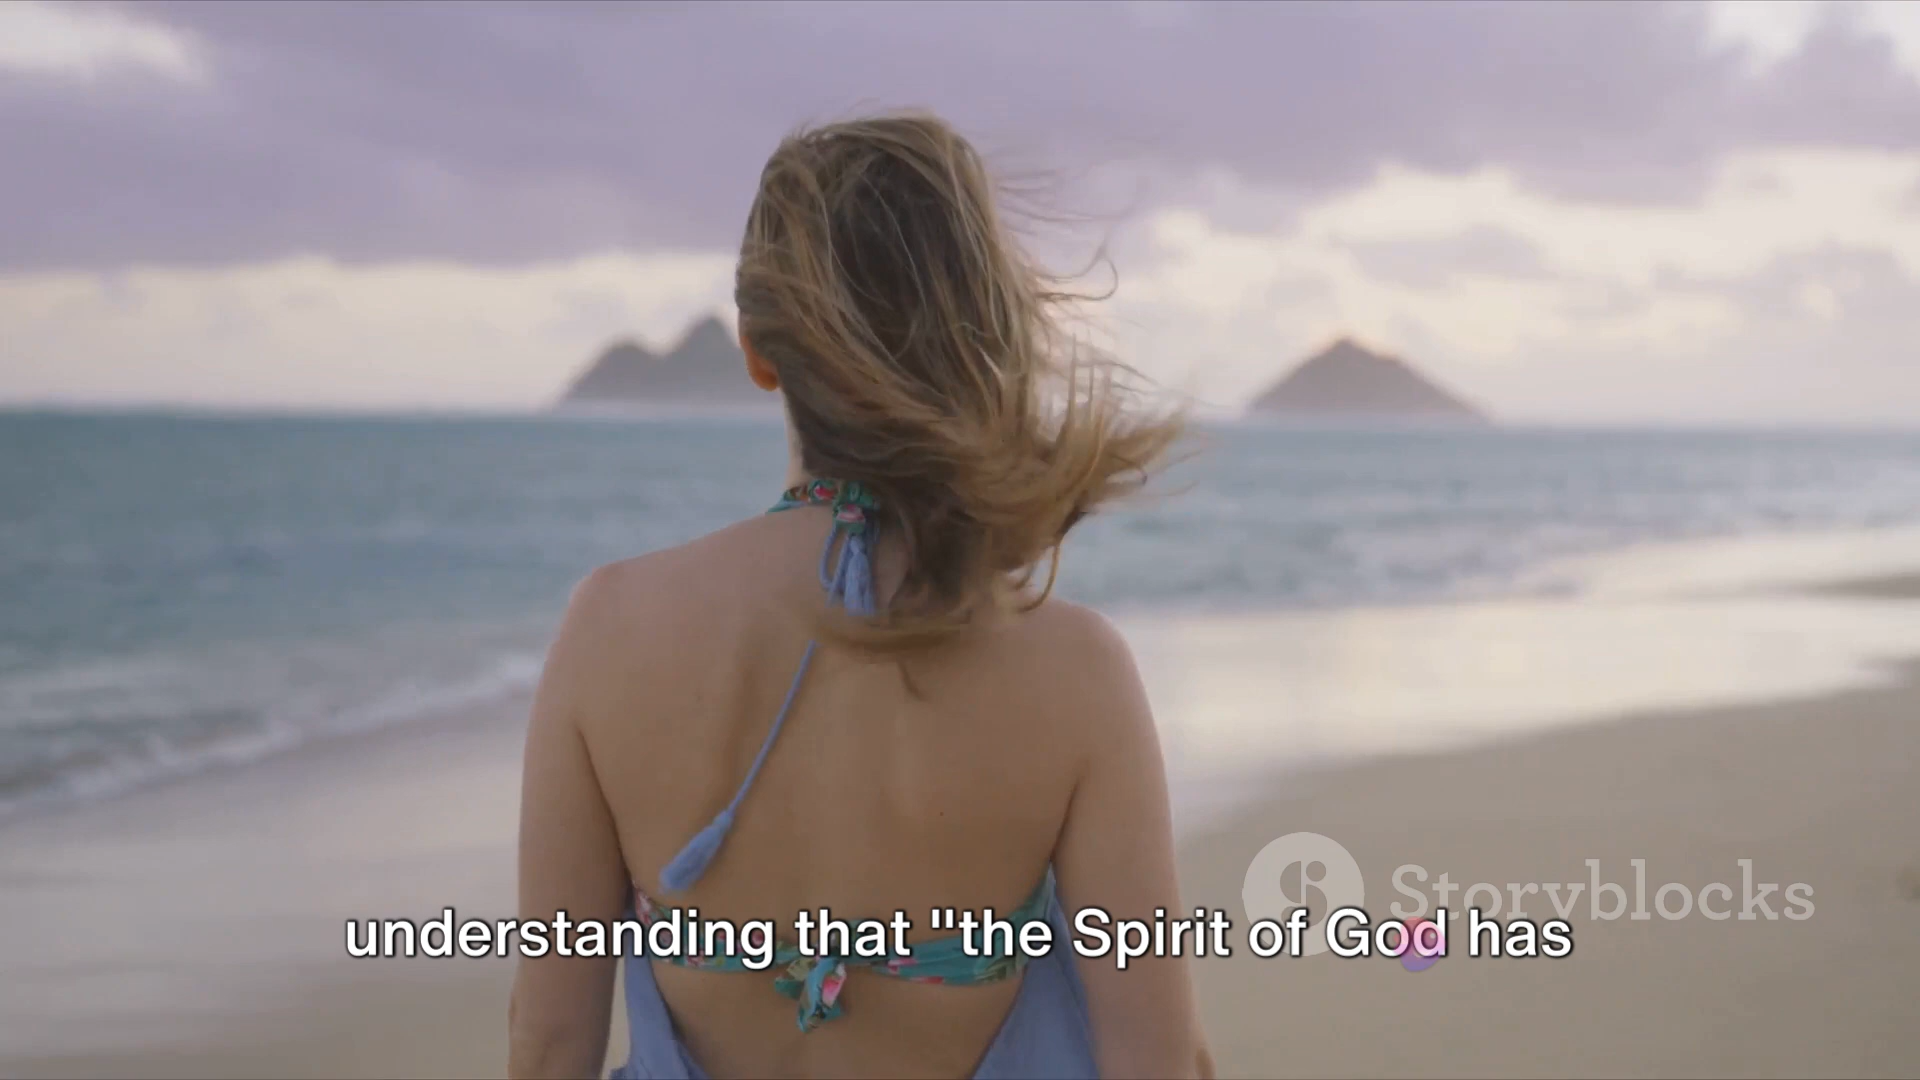 Storyblocks
understanding that "the Spirit of God has